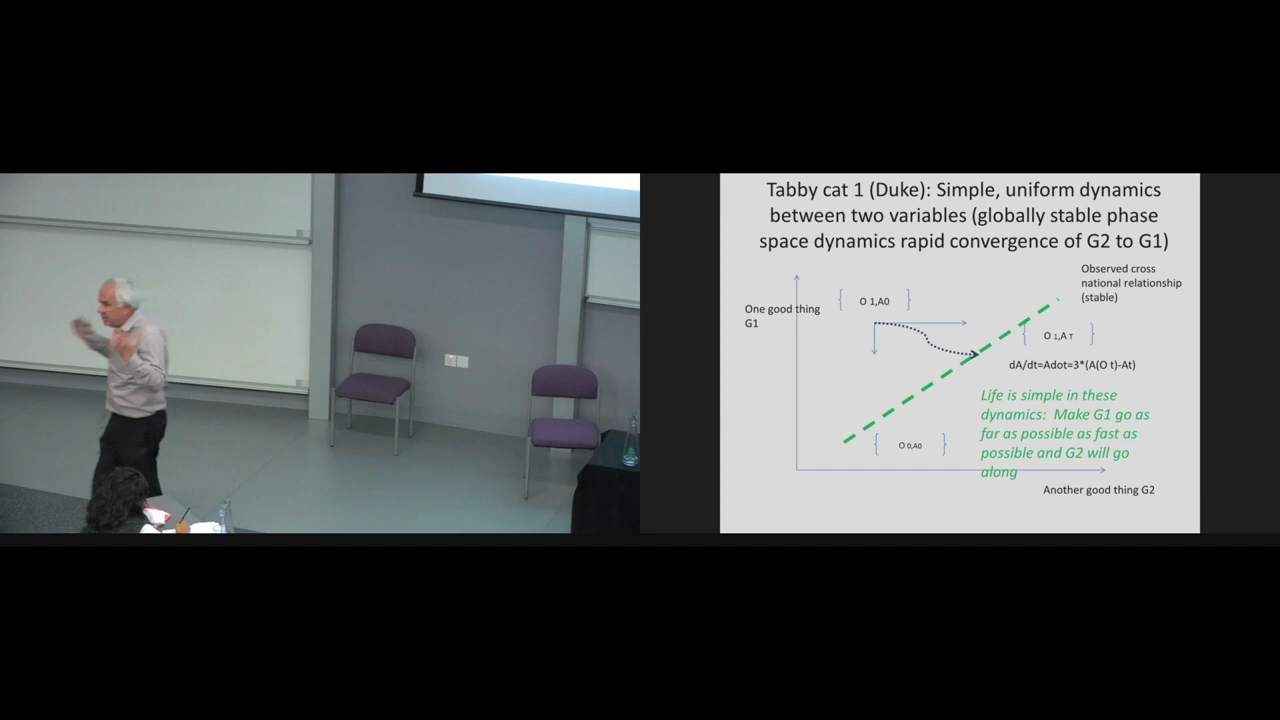 Tabby cat 1 (Duke): Simple, uniform dynamics
between two variables (globally stable phase
space dynamics rapid convergence of G2 to G1)
Observed cross
national relationship
(stable)
One good thing
G1
O 1,A0
O 1,A T
dA/dt=Adot=3*(A(O t)-At)
Life is simple in these
dynamics: Make G1 go as
far as possible as fast as
possible and G2 will go
along
O 0,A0
Another good thing G2